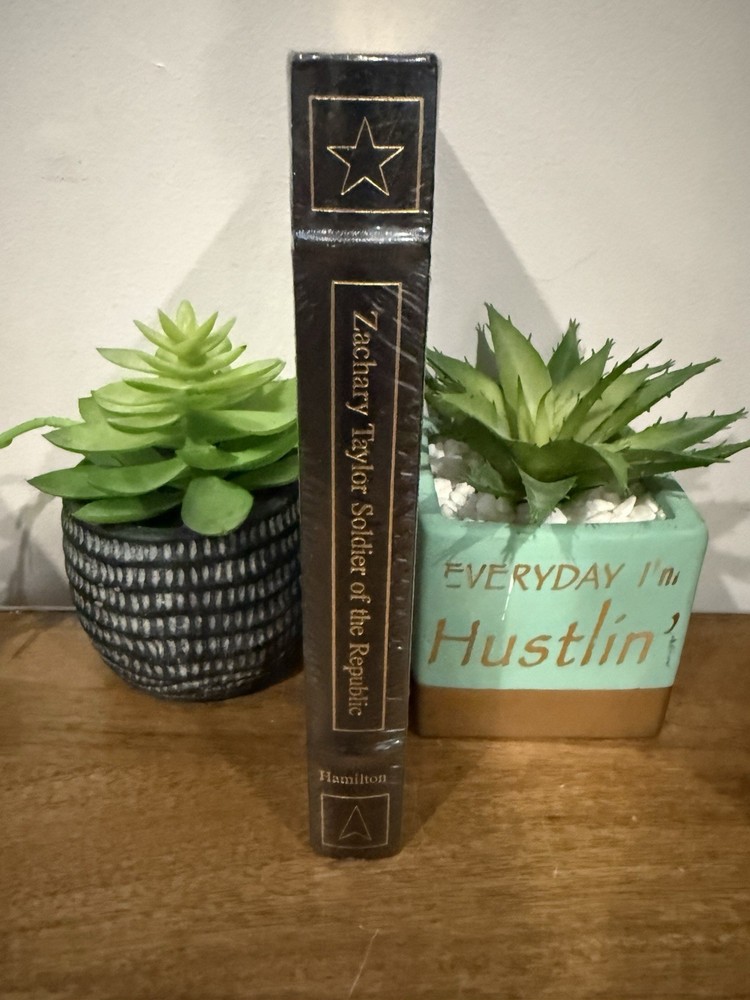 Zachary Taylor Soldier of the Republic
Hamilton
EVERYDAY I'm
Hustlin'